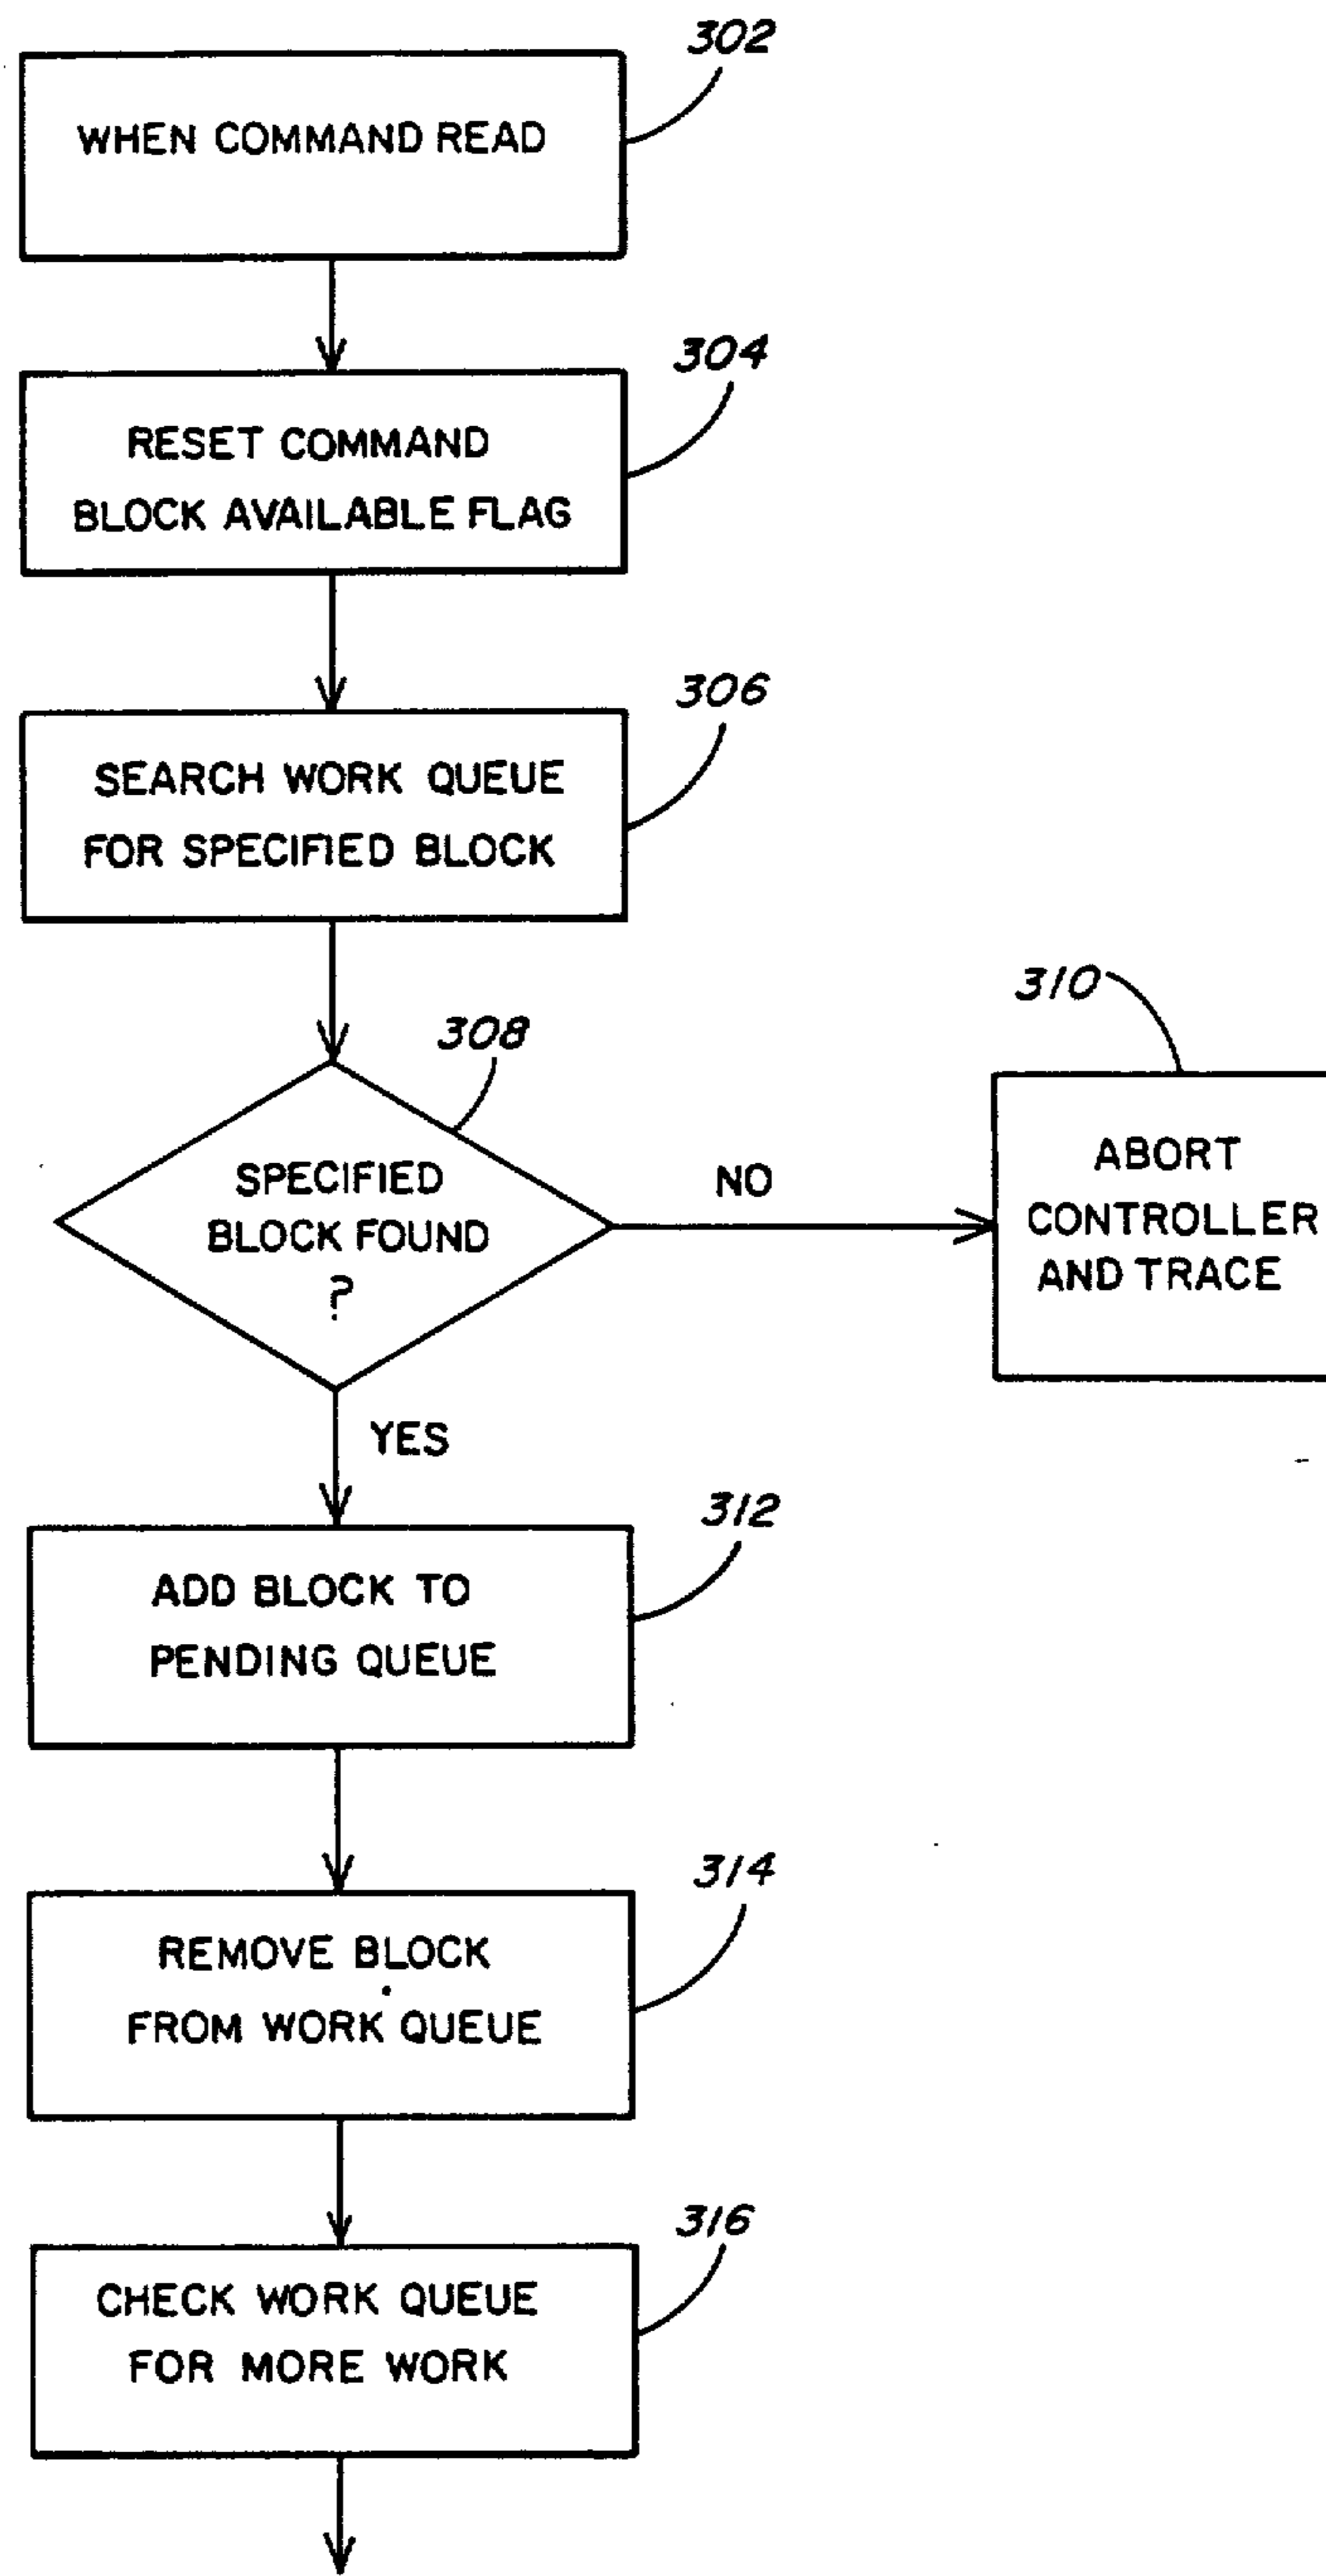 302
WHEN COMMAND READ
304
RESET COMMAND
BLOCK AVAILABLE FLAG
306
SEARCH WORK QUEUE
FOR SPECIFIED BLOCK
308
SPECIFIED
BLOCK FOUND
?
NO
310
ABORT
CONTROLLER
AND TRACE
YES
312
ADD BLOCK TO
PENDING QUEUE
314
REMOVE BLOCK
FROM WORK QUEUE
316
CHECK WORK QUEUE
FOR MORE WORK